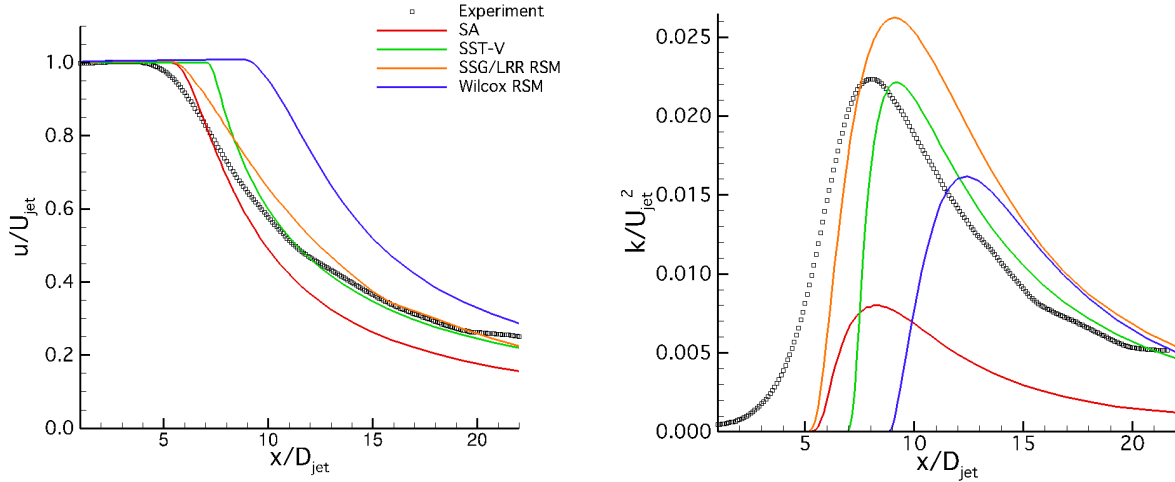 Experiment
SA
SST-V
SSG/LRR RSM
Wilcox RSM
1.0
0.8
0.6
0.4
0.2
0.0
u/U_jet
5 10 15 20
x/D_jet
0.025
0.020
0.015
0.010
0.005
0.000
k/U_jet^2
5 10 15 20
x/D_jet